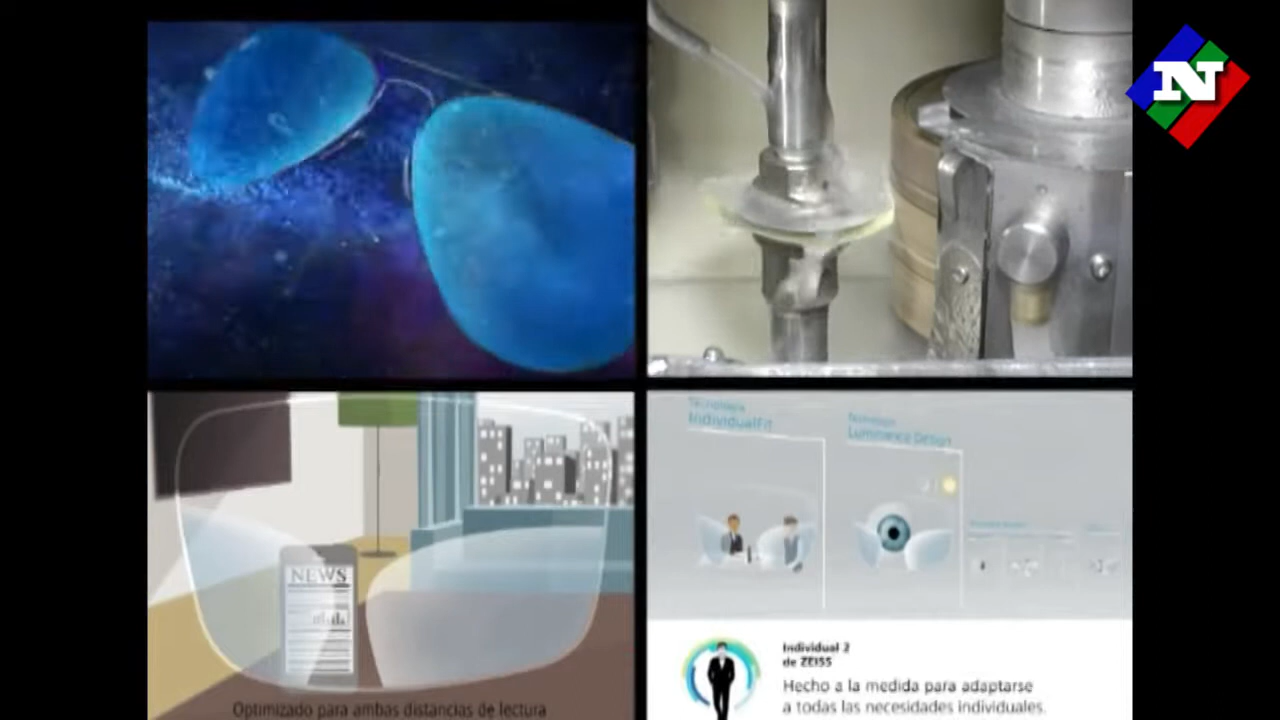 N
NEWS
Optimizado para ambas distancias de lectura
Tecnología
IndividualFit
Tecnología
Luminance Design
Individual 2
de ZEISS
Hecho a la medida para adaptarse
a todas las necesidades individuales.